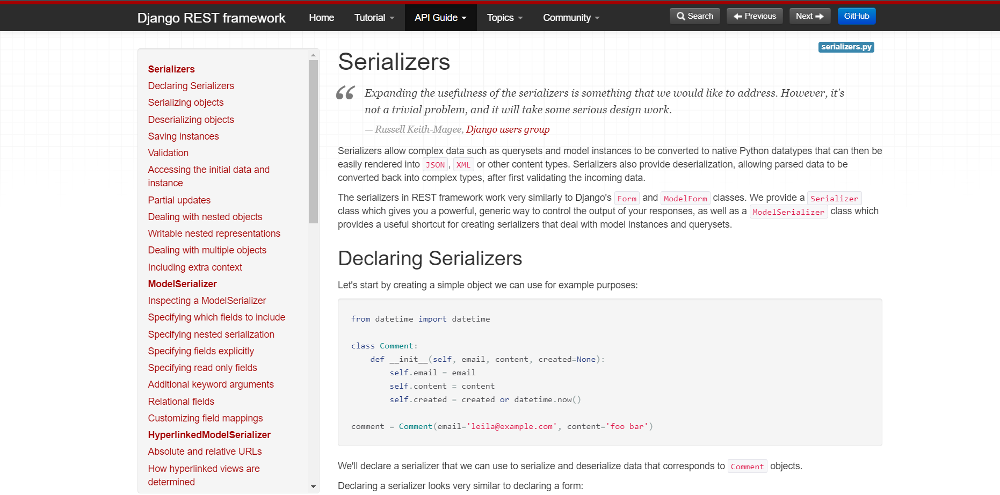 Django REST framework Home Tutorial API Guide Topics Community Search Previous Next GitHub
serializers.py
Serializers
Declaring Serializers
Serializing objects
Deserializing objects
Saving instances
Validation
Accessing the initial data and
instance
Partial updates
Dealing with nested objects
Writable nested representations
Dealing with multiple objects
Including extra context
ModelSerializer
Inspecting a ModelSerializer
Specifying which fields to include
Specifying nested serialization
Specifying fields explicitly
Specifying read only fields
Additional keyword arguments
Relational fields
Customizing field mappings
HyperlinkedModelSerializer
Absolute and relative URLs
How hyperlinked views are
determined
Serializers
“ Expanding the usefulness of the serializers is something that we would like to address. However, it's
not a trivial problem, and it will take some serious design work.
— Russell Keith-Magee, Django users group
Serializers allow complex data such as querysets and model instances to be converted to native Python datatypes that can then be
easily rendered into JSON, XML or other content types. Serializers also provide deserialization, allowing parsed data to be
converted back into complex types, after first validating the incoming data.
The serializers in REST framework work very similarly to Django's Form and ModelForm classes. We provide a Serializer
class which gives you a powerful, generic way to control the output of your responses, as well as a ModelSerializer class which
provides a useful shortcut for creating serializers that deal with model instances and querysets.
Declaring Serializers
Let's start by creating a simple object we can use for example purposes:
from datetime import datetime
class Comment:
    def __init__(self, email, content, created=None):
        self.email = email
        self.content = content
        self.created = created or datetime.now()
comment = Comment(email='leila@example.com', content='foo bar')
We'll declare a serializer that we can use to serialize and deserialize data that corresponds to Comment objects.
Declaring a serializer looks very similar to declaring a form: